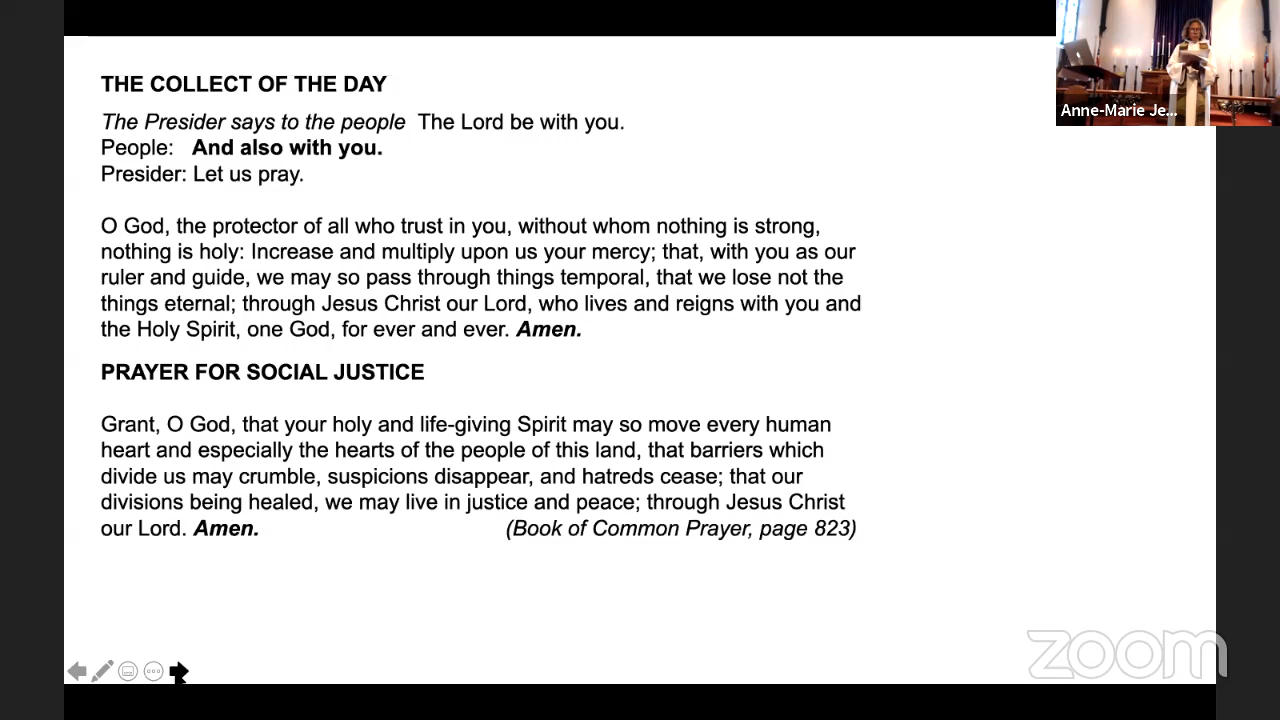 THE COLLECT OF THE DAY
The Presider says to the people The Lord be with you.
People: And also with you.
Presider: Let us pray.
O God, the protector of all who trust in you, without whom nothing is strong,
nothing is holy: Increase and multiply upon us your mercy; that, with you as our
ruler and guide, we may so pass through things temporal, that we lose not the
things eternal; through Jesus Christ our Lord, who lives and reigns with you and
the Holy Spirit, one God, for ever and ever. Amen.
PRAYER FOR SOCIAL JUSTICE
Grant, O God, that your holy and life-giving Spirit may so move every human
heart and especially the hearts of the people of this land, that barriers which
divide us may crumble, suspicions disappear, and hatreds cease; that our
divisions being healed, we may live in justice and peace; through Jesus Christ
our Lord. Amen. (Book of Common Prayer, page 823)
Anne-Marie Je...
zoom